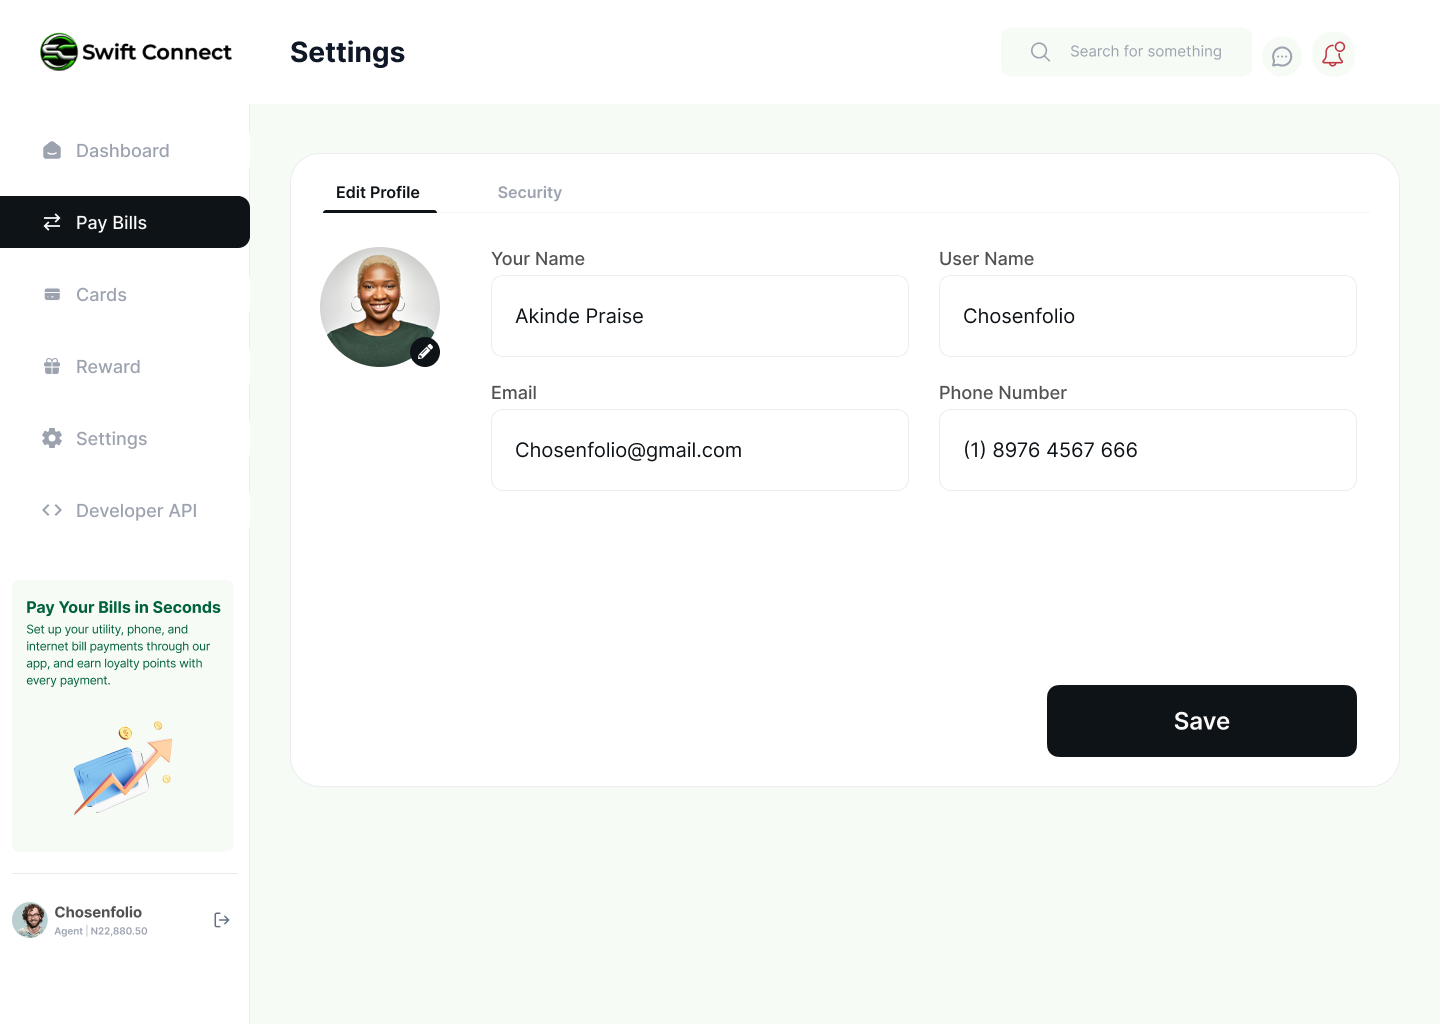 Swift Connect
Settings
Search for something
Dashboard
Pay Bills
Cards
Reward
Settings
Developer API
Pay Your Bills in Seconds
Set up your utility, phone, and
internet bill payments through our
app, and earn loyalty points with
every payment.
Chosenfolio
Agent | N22,880.50
Edit Profile
Security
Your Name
Akinde Praise
User Name
Chosenfolio
Email
Chosenfolio@gmail.com
Phone Number
(1) 8976 4567 666
Save